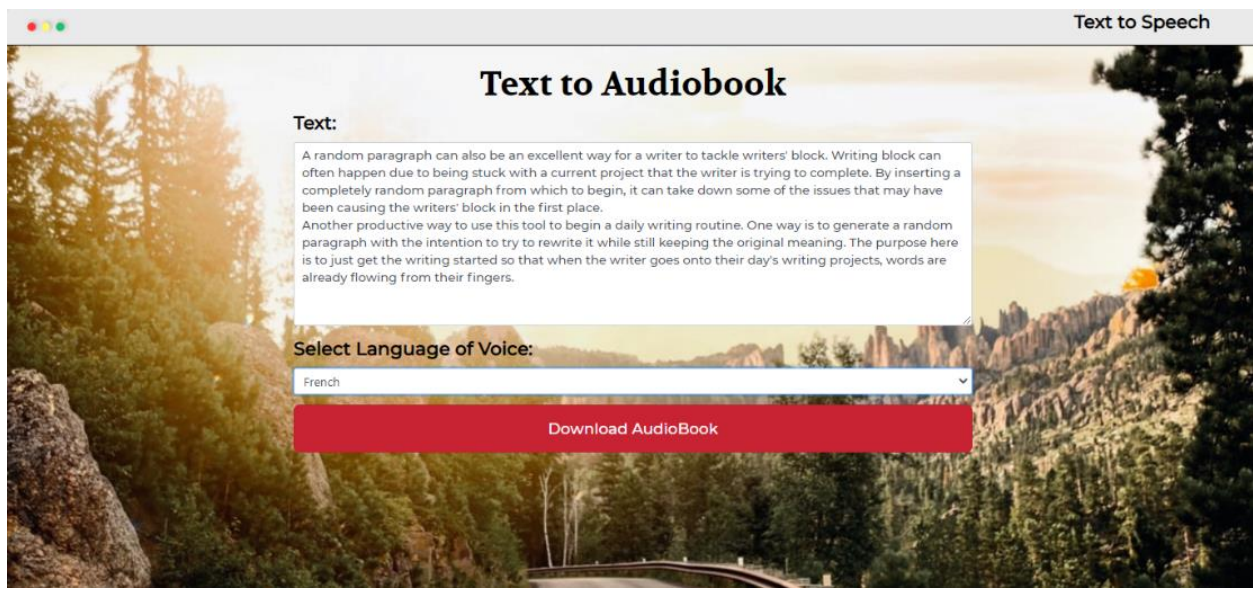 Text to Speech
Text to Audiobook
Text:
A random paragraph can also be an excellent way for a writer to tackle writers' block. Writing block can
often happen due to being stuck with a current project that the writer is trying to complete. By inserting a
completely random paragraph from which to begin, it can take down some of the issues that may have
been causing the writers' block in the first place.
Another productive way to use this tool to begin a daily writing routine. One way is to generate a random
paragraph with the intention to try to rewrite it while still keeping the original meaning. The purpose here
is to just get the writing started so that when the writer goes onto their day's writing projects, words are
already flowing from their fingers.
Select Language of Voice:
French
Download AudioBook